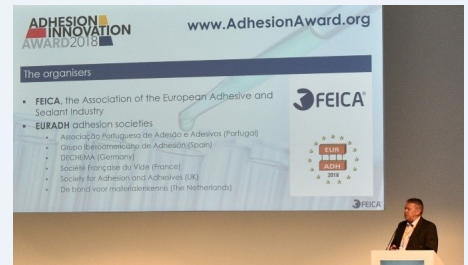 ADHESION
INNOVATION
AWARD2018
www.AdhesionAward.org
The organisers
FEICA, the Association of the European Adhesive and
Sealant Industry
EURADH adhesion societies
Associação Portuguesa de Adesão e Adesivos (Portugal)
Grupo Iberoamericano de Adhesión (Spain)
DECHEMA (Germany)
Société Française du Vide (France)
Society for Adhesion and Adhesives (UK)
De bond voor materialenkennis (The Netherlands)
FEICA
EUR
ADH
2018
FEICA